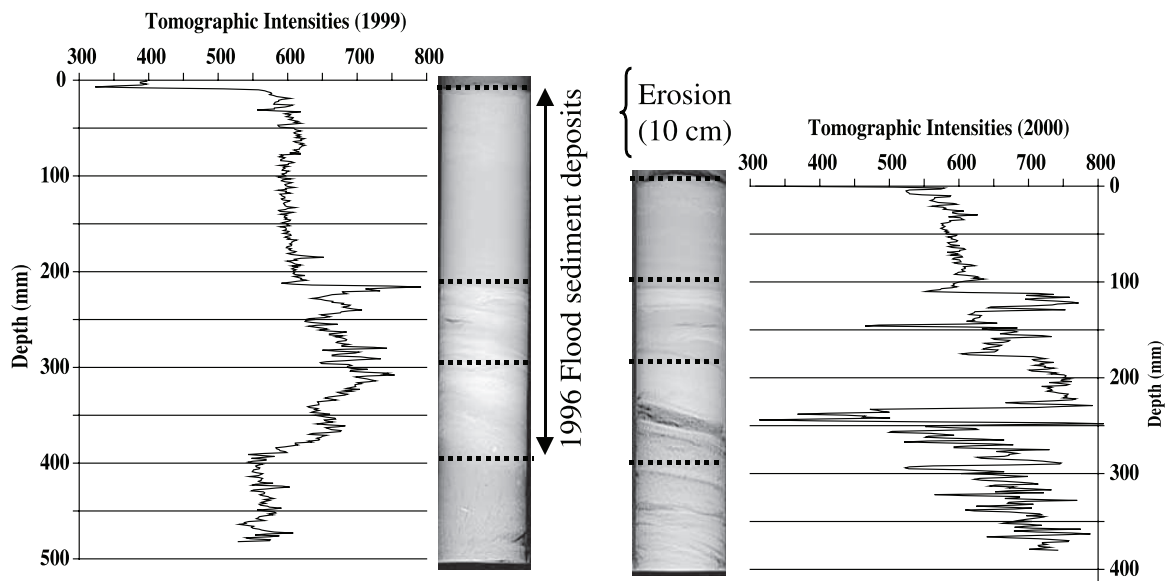 Tomographic Intensities (1999)
300 400 500 600 700 800
0
100
200
300
400
500
Depth (mm)
1996 Flood sediment deposits
Erosion
(10 cm)
Tomographic Intensities (2000)
300 400 500 600 700 800
0
100
200
300
400
Depth (mm)